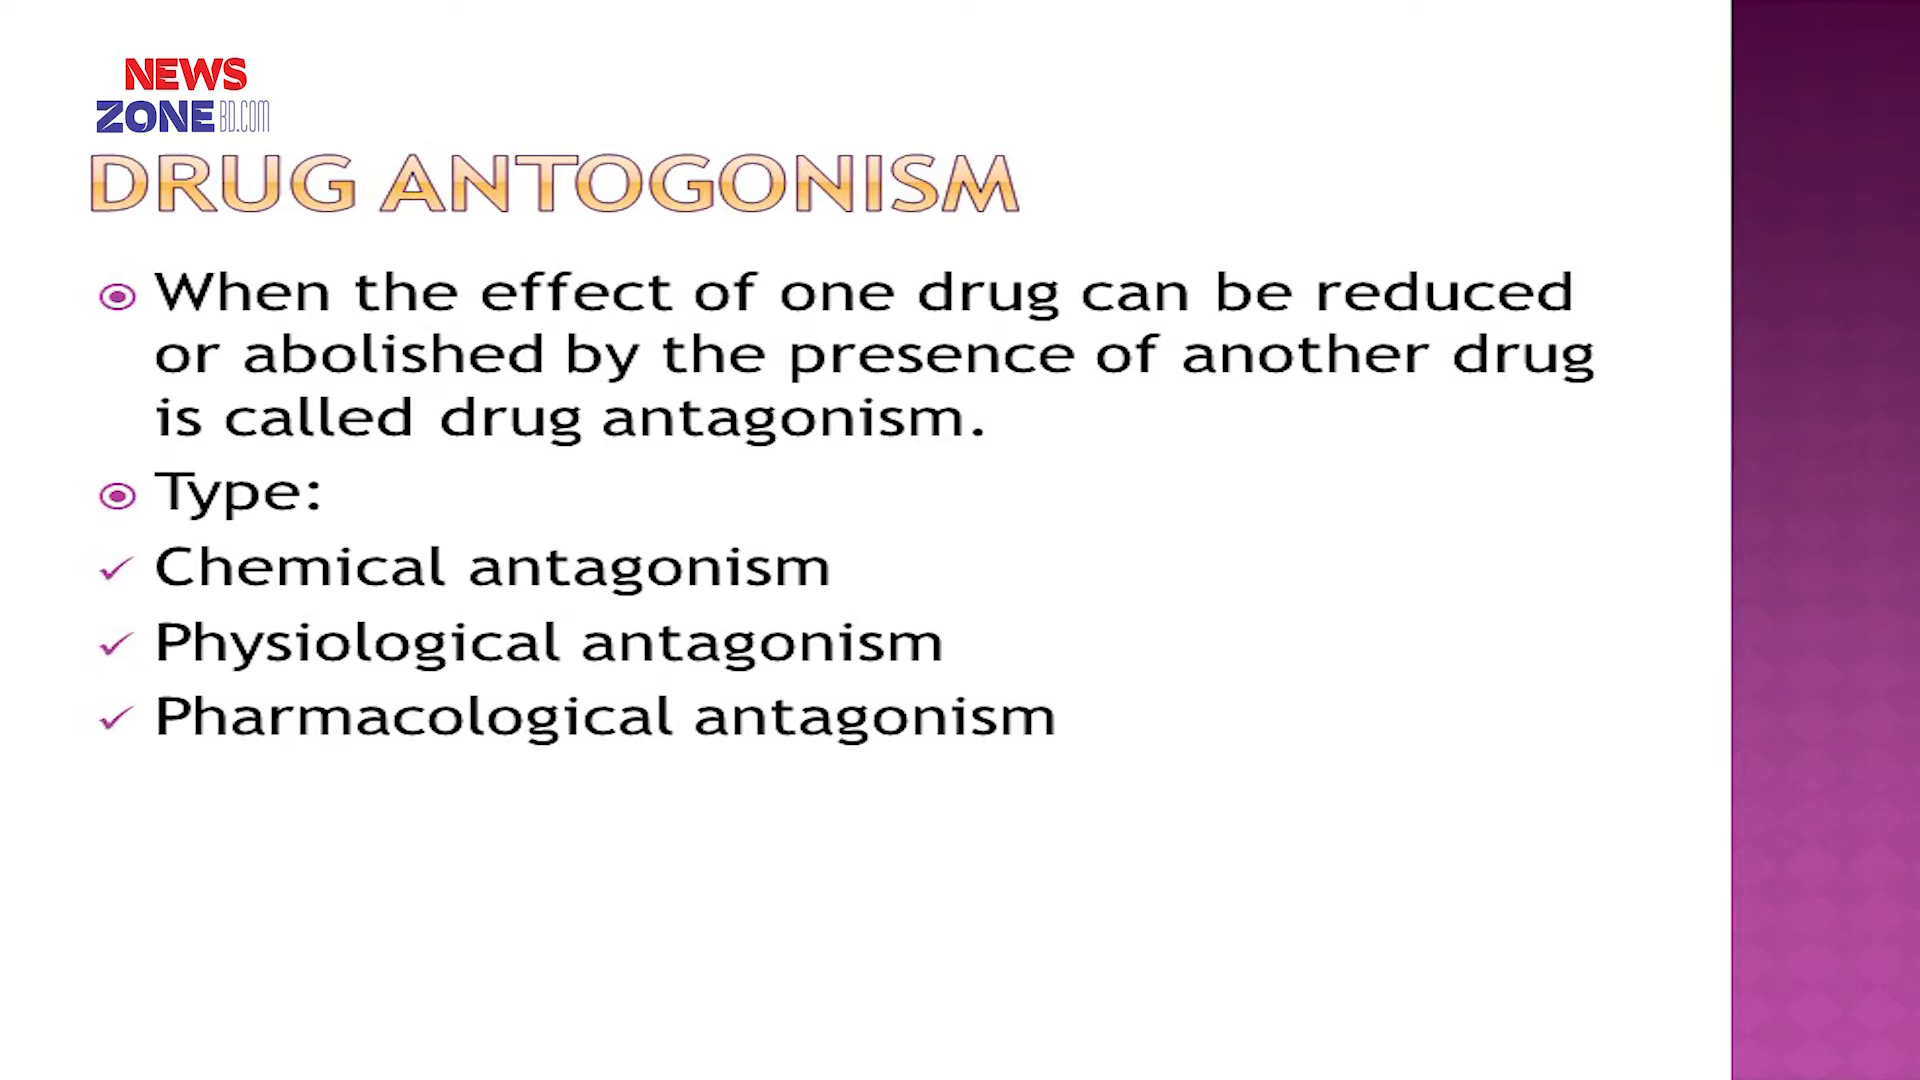 NEWS
ZONE BD.COM
DRUG ANTOGONISM
When the effect of one drug can be reduced
or abolished by the presence of another drug
is called drug antagonism.
Type:
Chemical antagonism
Physiological antagonism
Pharmacological antagonism